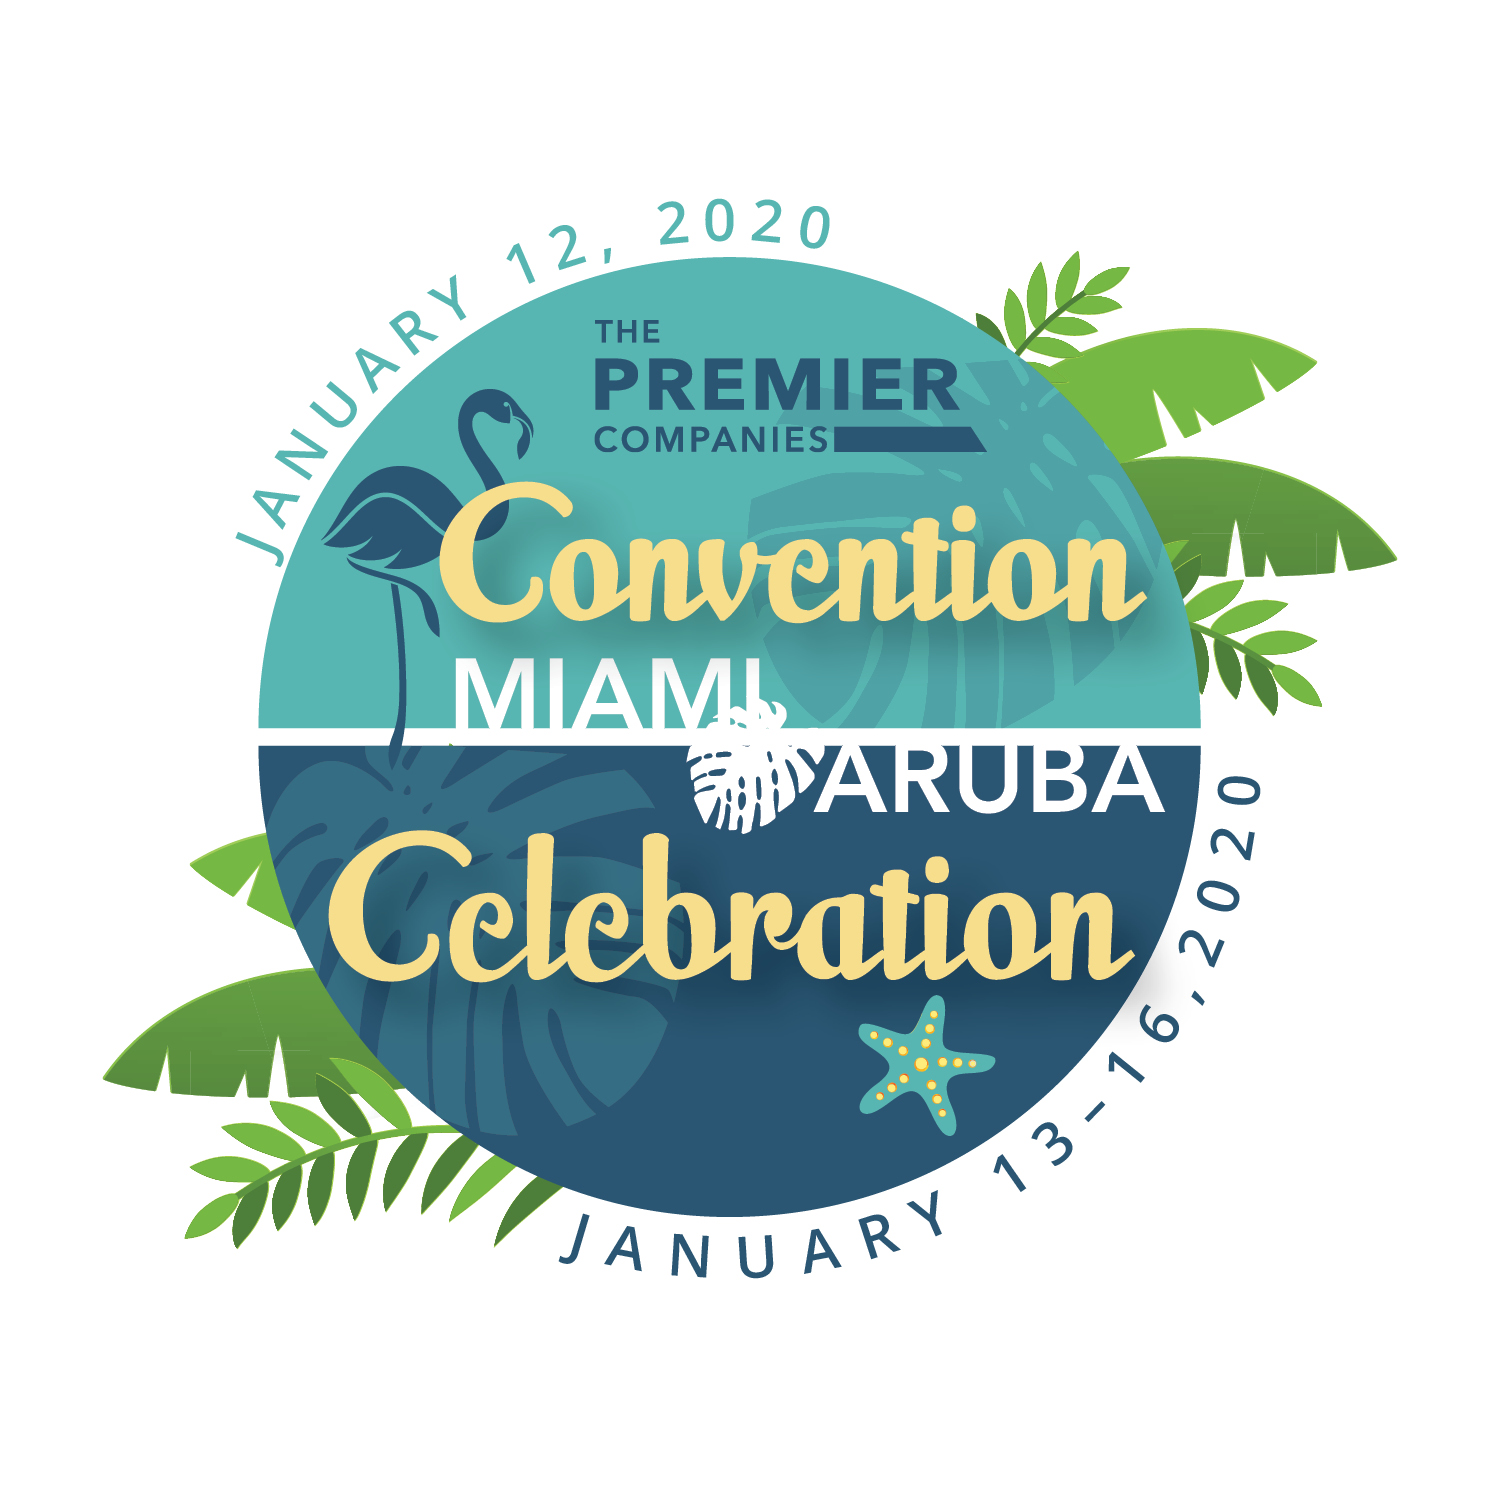 JANUARY 12, 2020
THE
PREMIER
COMPANIES
Convention
MIAMI
ARUBA
Celebration
JANUARY 13–16, 2020